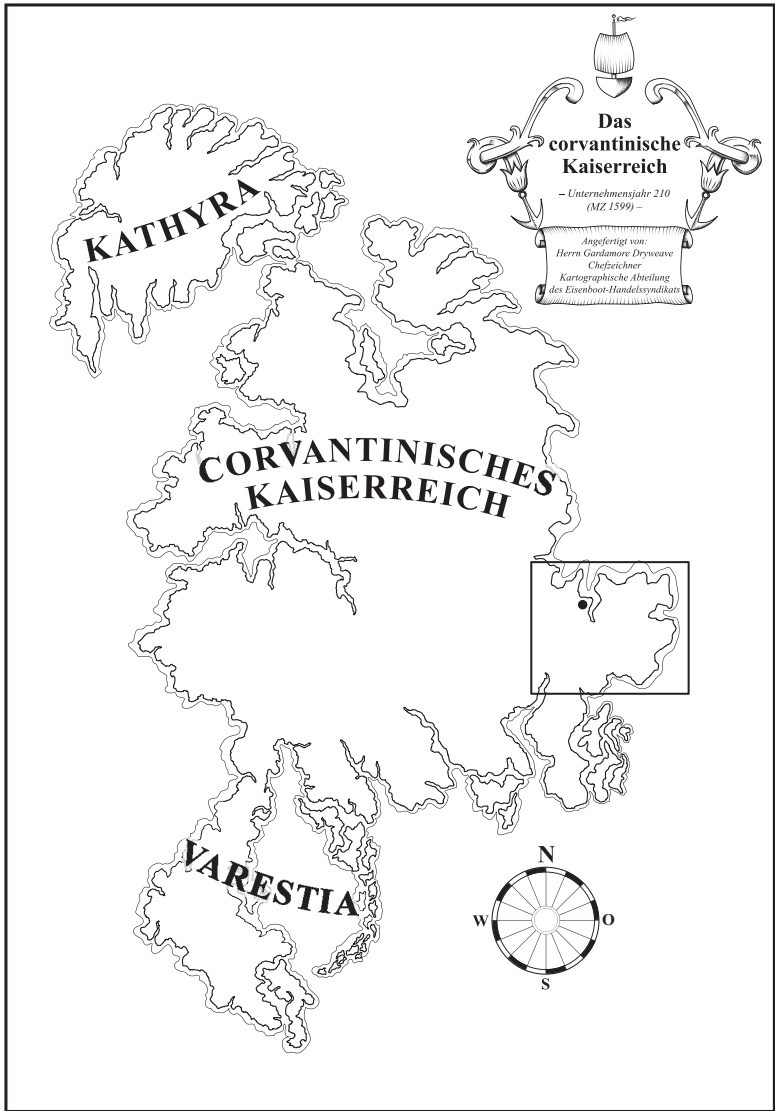 Das
corvantinische
Kaiserreich
– Unternehmensjahr 210
(MZ 1599) –
Angefertigt von:
Herrn Gardamore Dryweave
Chefzeichner
Kartographische Abteilung
des Eisenboot-Handelssyndikats
KATHYRA
CORVANTINISCHES
KAISERREICH
VARESTIA
N
W
O
S